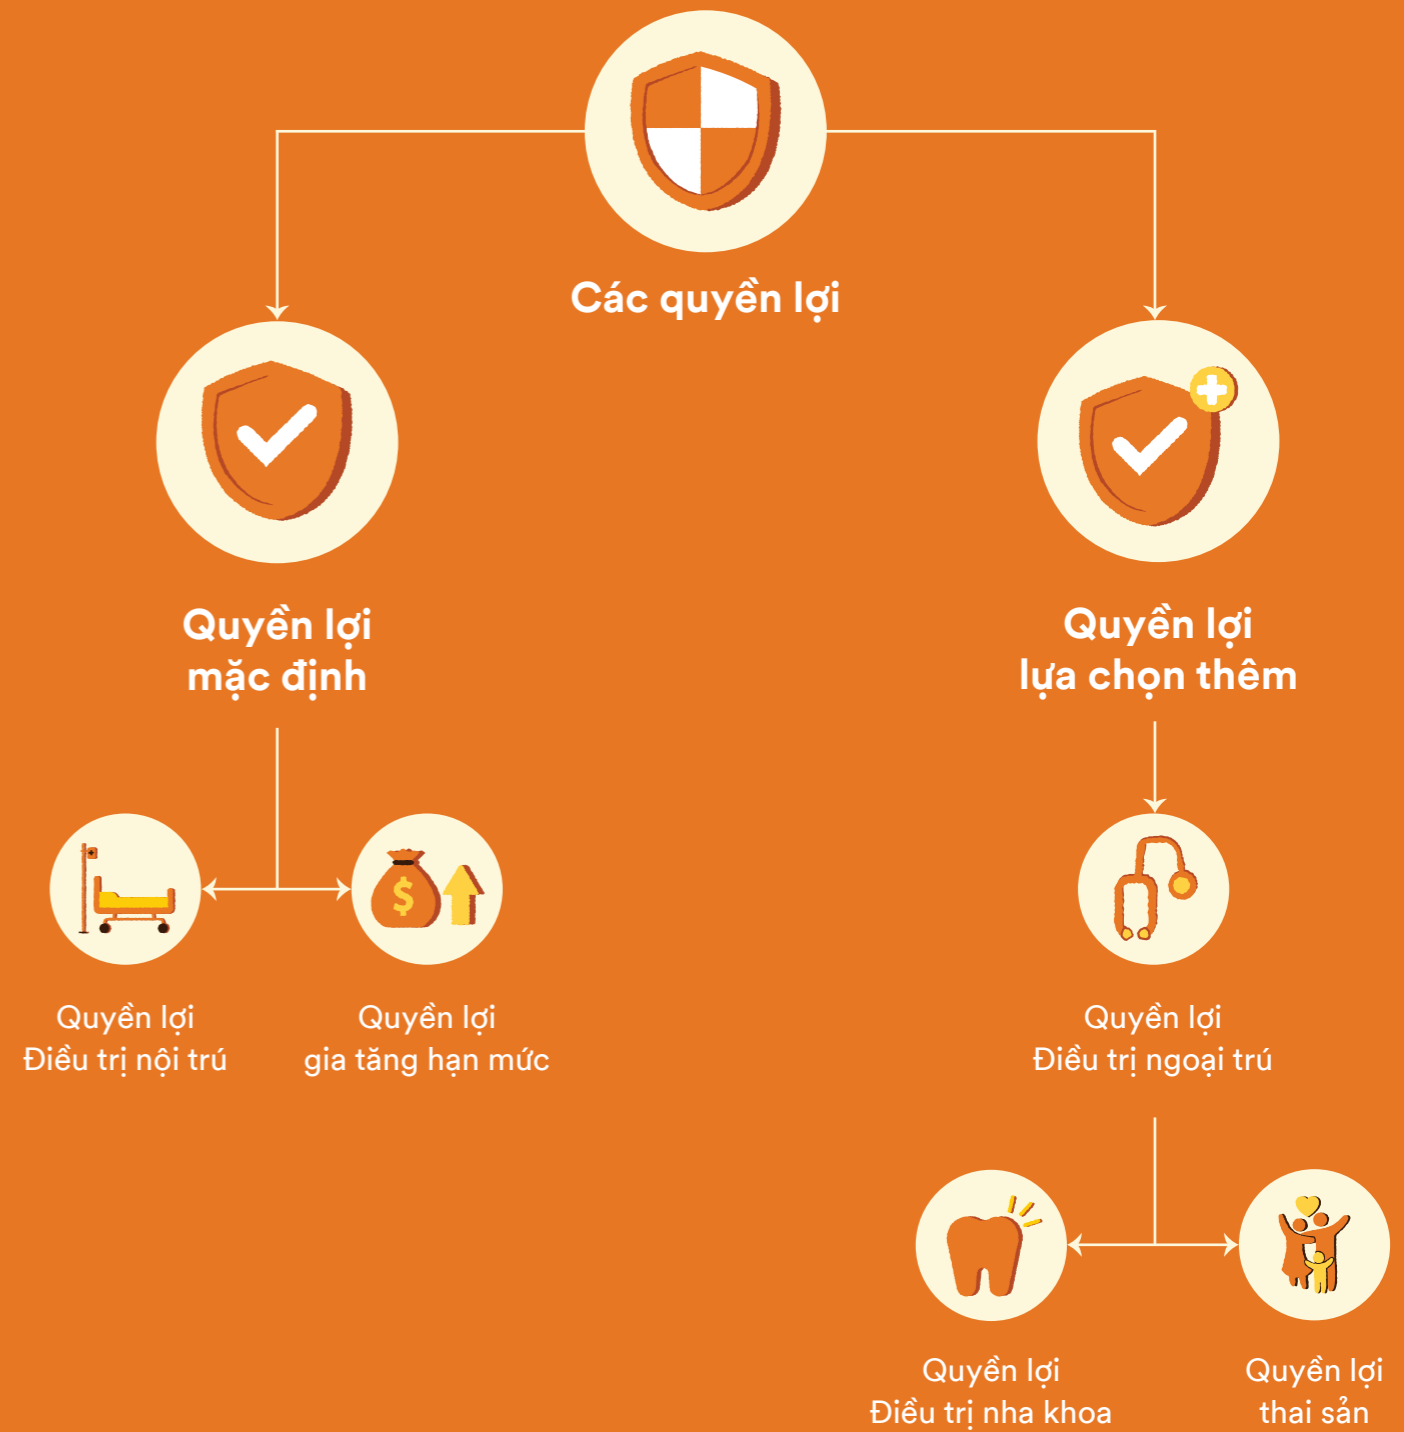 Các quyền lợi
Quyền lợi
mặc định
Quyền lợi
lựa chọn thêm
Quyền lợi
Điều trị nội trú
Quyền lợi
gia tăng hạn mức
Quyền lợi
Điều trị ngoại trú
Quyền lợi
Điều trị nha khoa
Quyền lợi
thai sản